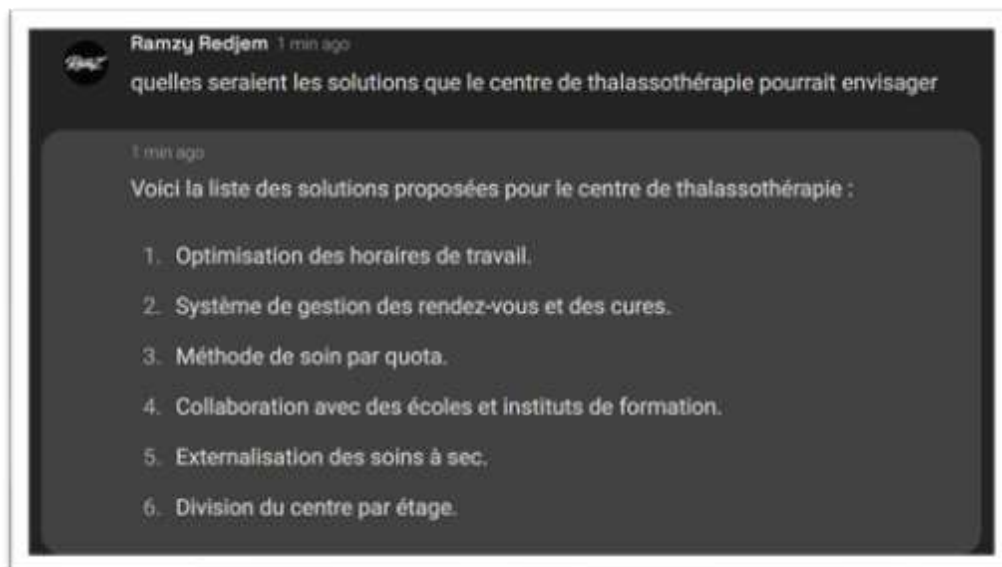 Ramzy Redjem 1 min ago
quelles seraient les solutions que le centre de thalassothérapie pourrait envisager
1 min ago
Voici la liste des solutions proposées pour le centre de thalassothérapie :
1. Optimisation des horaires de travail.
2. Système de gestion des rendez-vous et des cures.
3. Méthode de soin par quota.
4. Collaboration avec des écoles et instituts de formation.
5. Externalisation des soins à sec.
6. Division du centre par étage.